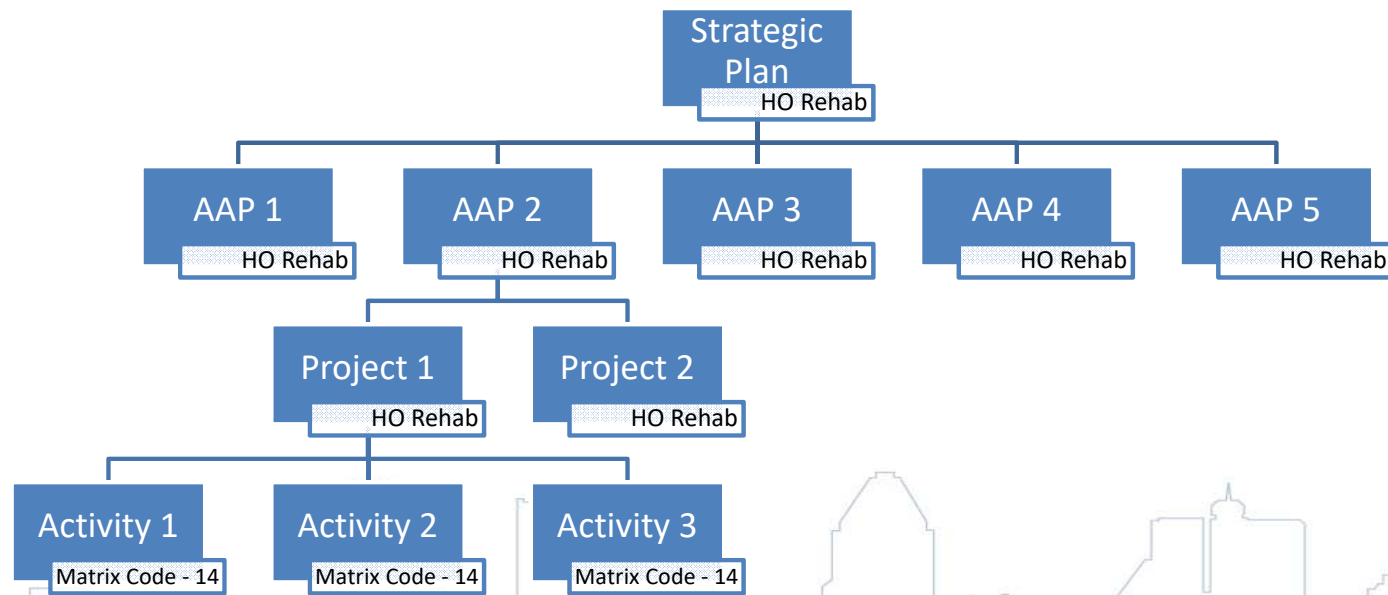 Strategic
Plan
HO Rehab
AAP 1
HO Rehab
AAP 2
HO Rehab
AAP 3
HO Rehab
AAP 4
HO Rehab
AAP 5
HO Rehab
Project 1
HO Rehab
Project 2
HO Rehab
Activity 1
Matrix Code - 14
Activity 2
Matrix Code - 14
Activity 3
Matrix Code - 14